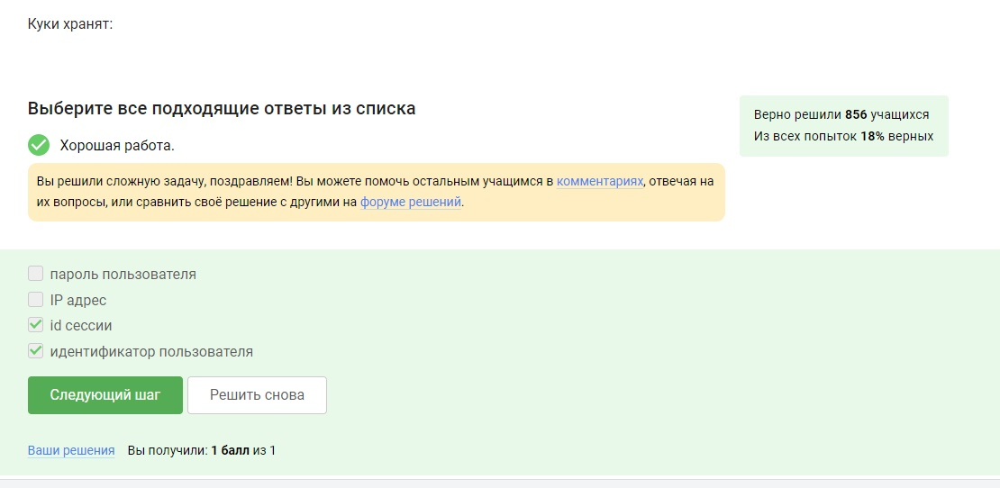 Куки хранят:
Выберите все подходящие ответы из списка
Верно решили 856 учащихся
Из всех попыток 18% верных
Хорошая работа.
Вы решили сложную задачу, поздравляем! Вы можете помочь остальным учащимся в комментариях, отвечая на
их вопросы, или сравнить своё решение с другими на форуме решений.
пароль пользователя
IP адрес
id сессии
идентификатор пользователя
Следующий шаг Решить снова
Ваши решения Вы получили: 1 балл из 1